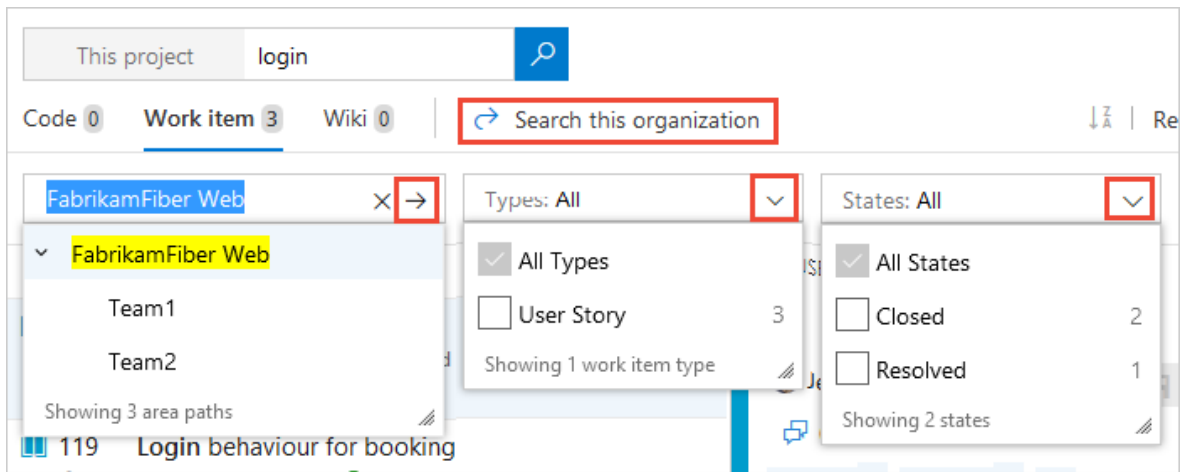 This project login
Code 0 Work item 3 Wiki 0 Search this organization
FabrikamFiber Web Types: All States: All
FabrikamFiber Web
Team1
Team2
Showing 3 area paths
All Types
User Story 3
Showing 1 work item type
All States
Closed 2
Resolved 1
Showing 2 states
119 Login behaviour for booking